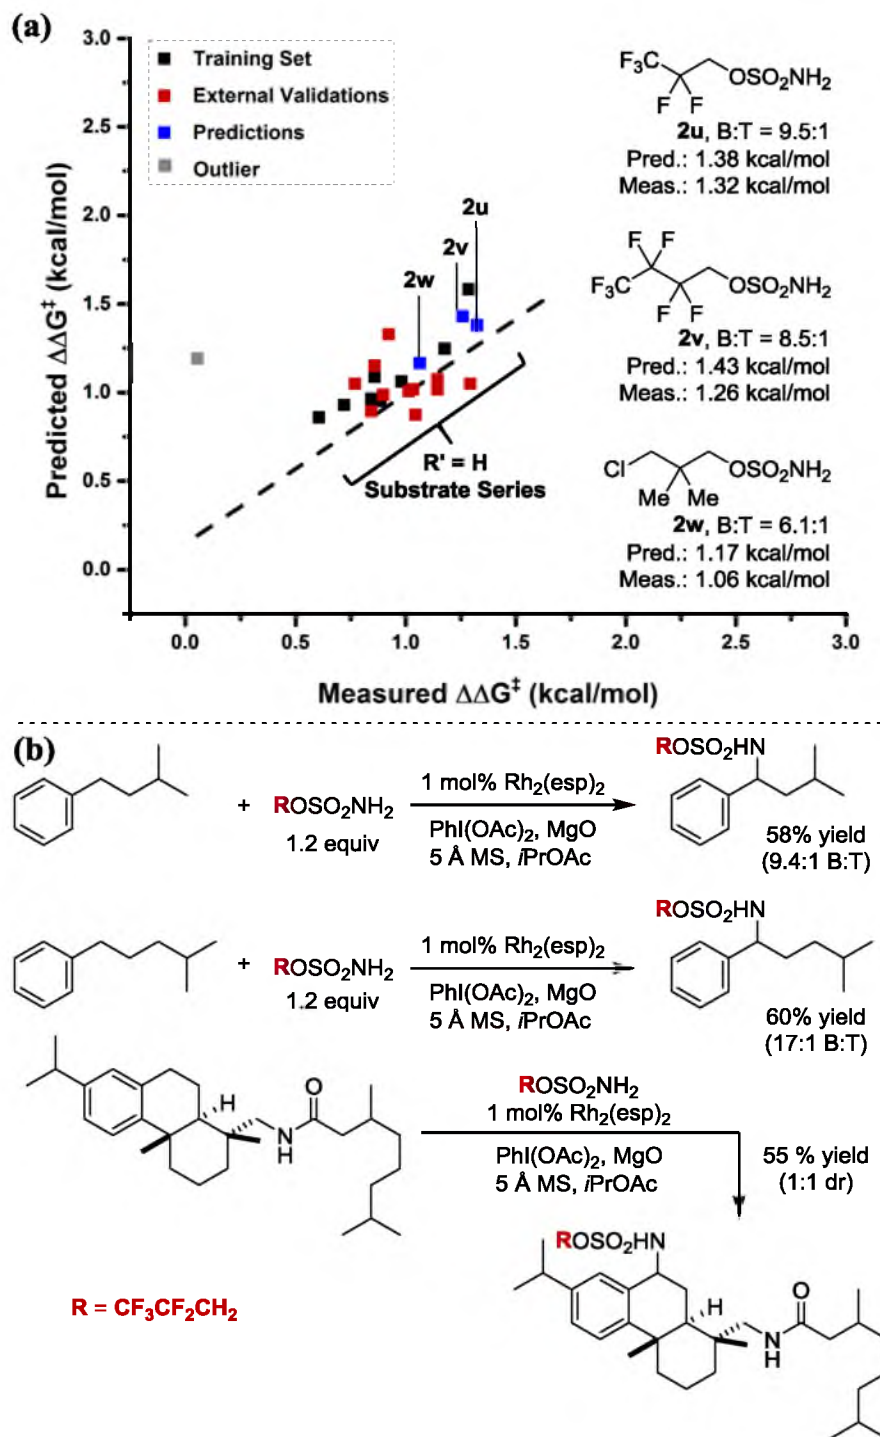 (a)
3.0
2.5
2.0
1.5
1.0
0.5
0.0
Predicted ΔΔG‡ (kcal/mol)
Training Set
External Validations
Predictions
Outlier
2u
2v
2w
R' = H
Substrate Series
0.0 0.5 1.0 1.5 2.0 2.5 3.0
Measured ΔΔG‡ (kcal/mol)
F3C
OSO2NH2
F F
2u, B:T = 9.5:1
Pred.: 1.38 kcal/mol
Meas.: 1.32 kcal/mol
F F
F3C
OSO2NH2
F F
2v, B:T = 8.5:1
Pred.: 1.43 kcal/mol
Meas.: 1.26 kcal/mol
Cl
OSO2NH2
Me Me
2w, B:T = 6.1:1
Pred.: 1.17 kcal/mol
Meas.: 1.06 kcal/mol
(b)
+ ROSO2NH2
1.2 equiv
1 mol% Rh2(esp)2
PhI(OAc)2, MgO
5 Å MS, iPrOAc
ROSO2HN
58% yield
(9.4:1 B:T)
+ ROSO2NH2
1.2 equiv
1 mol% Rh2(esp)2
PhI(OAc)2, MgO
5 Å MS, iPrOAc
ROSO2HN
60% yield
(17:1 B:T)
H
N
H
O
ROSO2NH2
1 mol% Rh2(esp)2
PhI(OAc)2, MgO
5 Å MS, iPrOAc
55 % yield
(1:1 dr)
R = CF3CF2CH2
ROSO2HN
H
N
H
O